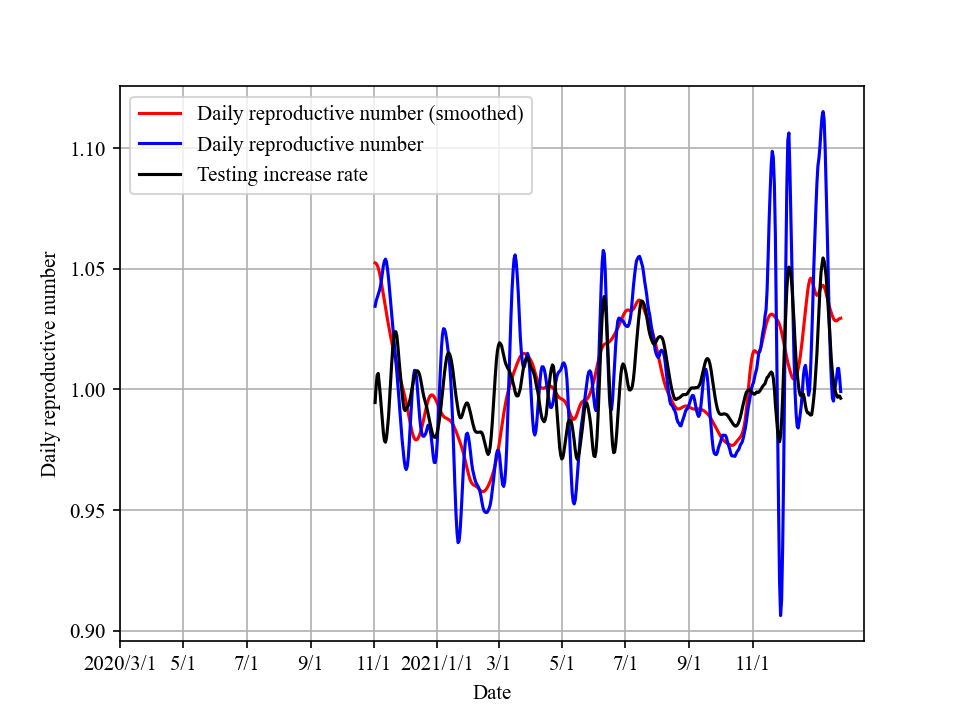 Daily reproductive number (smoothed)
Daily reproductive number
Testing increase rate
Daily reproductive number
1.10
1.05
1.00
0.95
0.90
2020/3/1 5/1 7/1 9/1 11/1 2021/1/1 3/1 5/1 7/1 9/1 11/1
Date